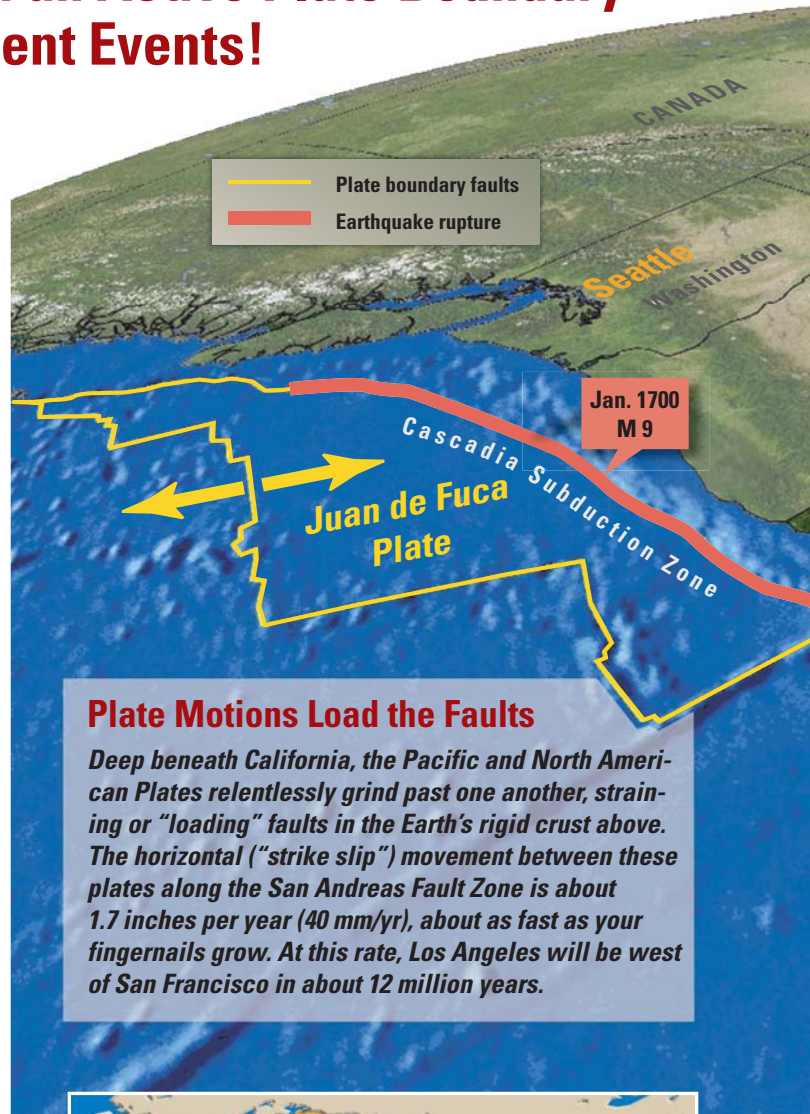 ent Events!
CANADA
Plate boundary faults
Earthquake rupture
Seattle
Washington
Jan. 1700
M 9
Cascadia Subduction Zone
Juan de Fuca
Plate
Plate Motions Load the Faults
Deep beneath California, the Pacific and North Ameri-
can Plates relentlessly grind past one another, strain-
ing or “loading” faults in the Earth’s rigid crust above.
The horizontal (“strike slip”) movement between these
plates along the San Andreas Fault Zone is about
1.7 inches per year (40 mm/yr), about as fast as your
fingernails grow. At this rate, Los Angeles will be west
of San Francisco in about 12 million years.